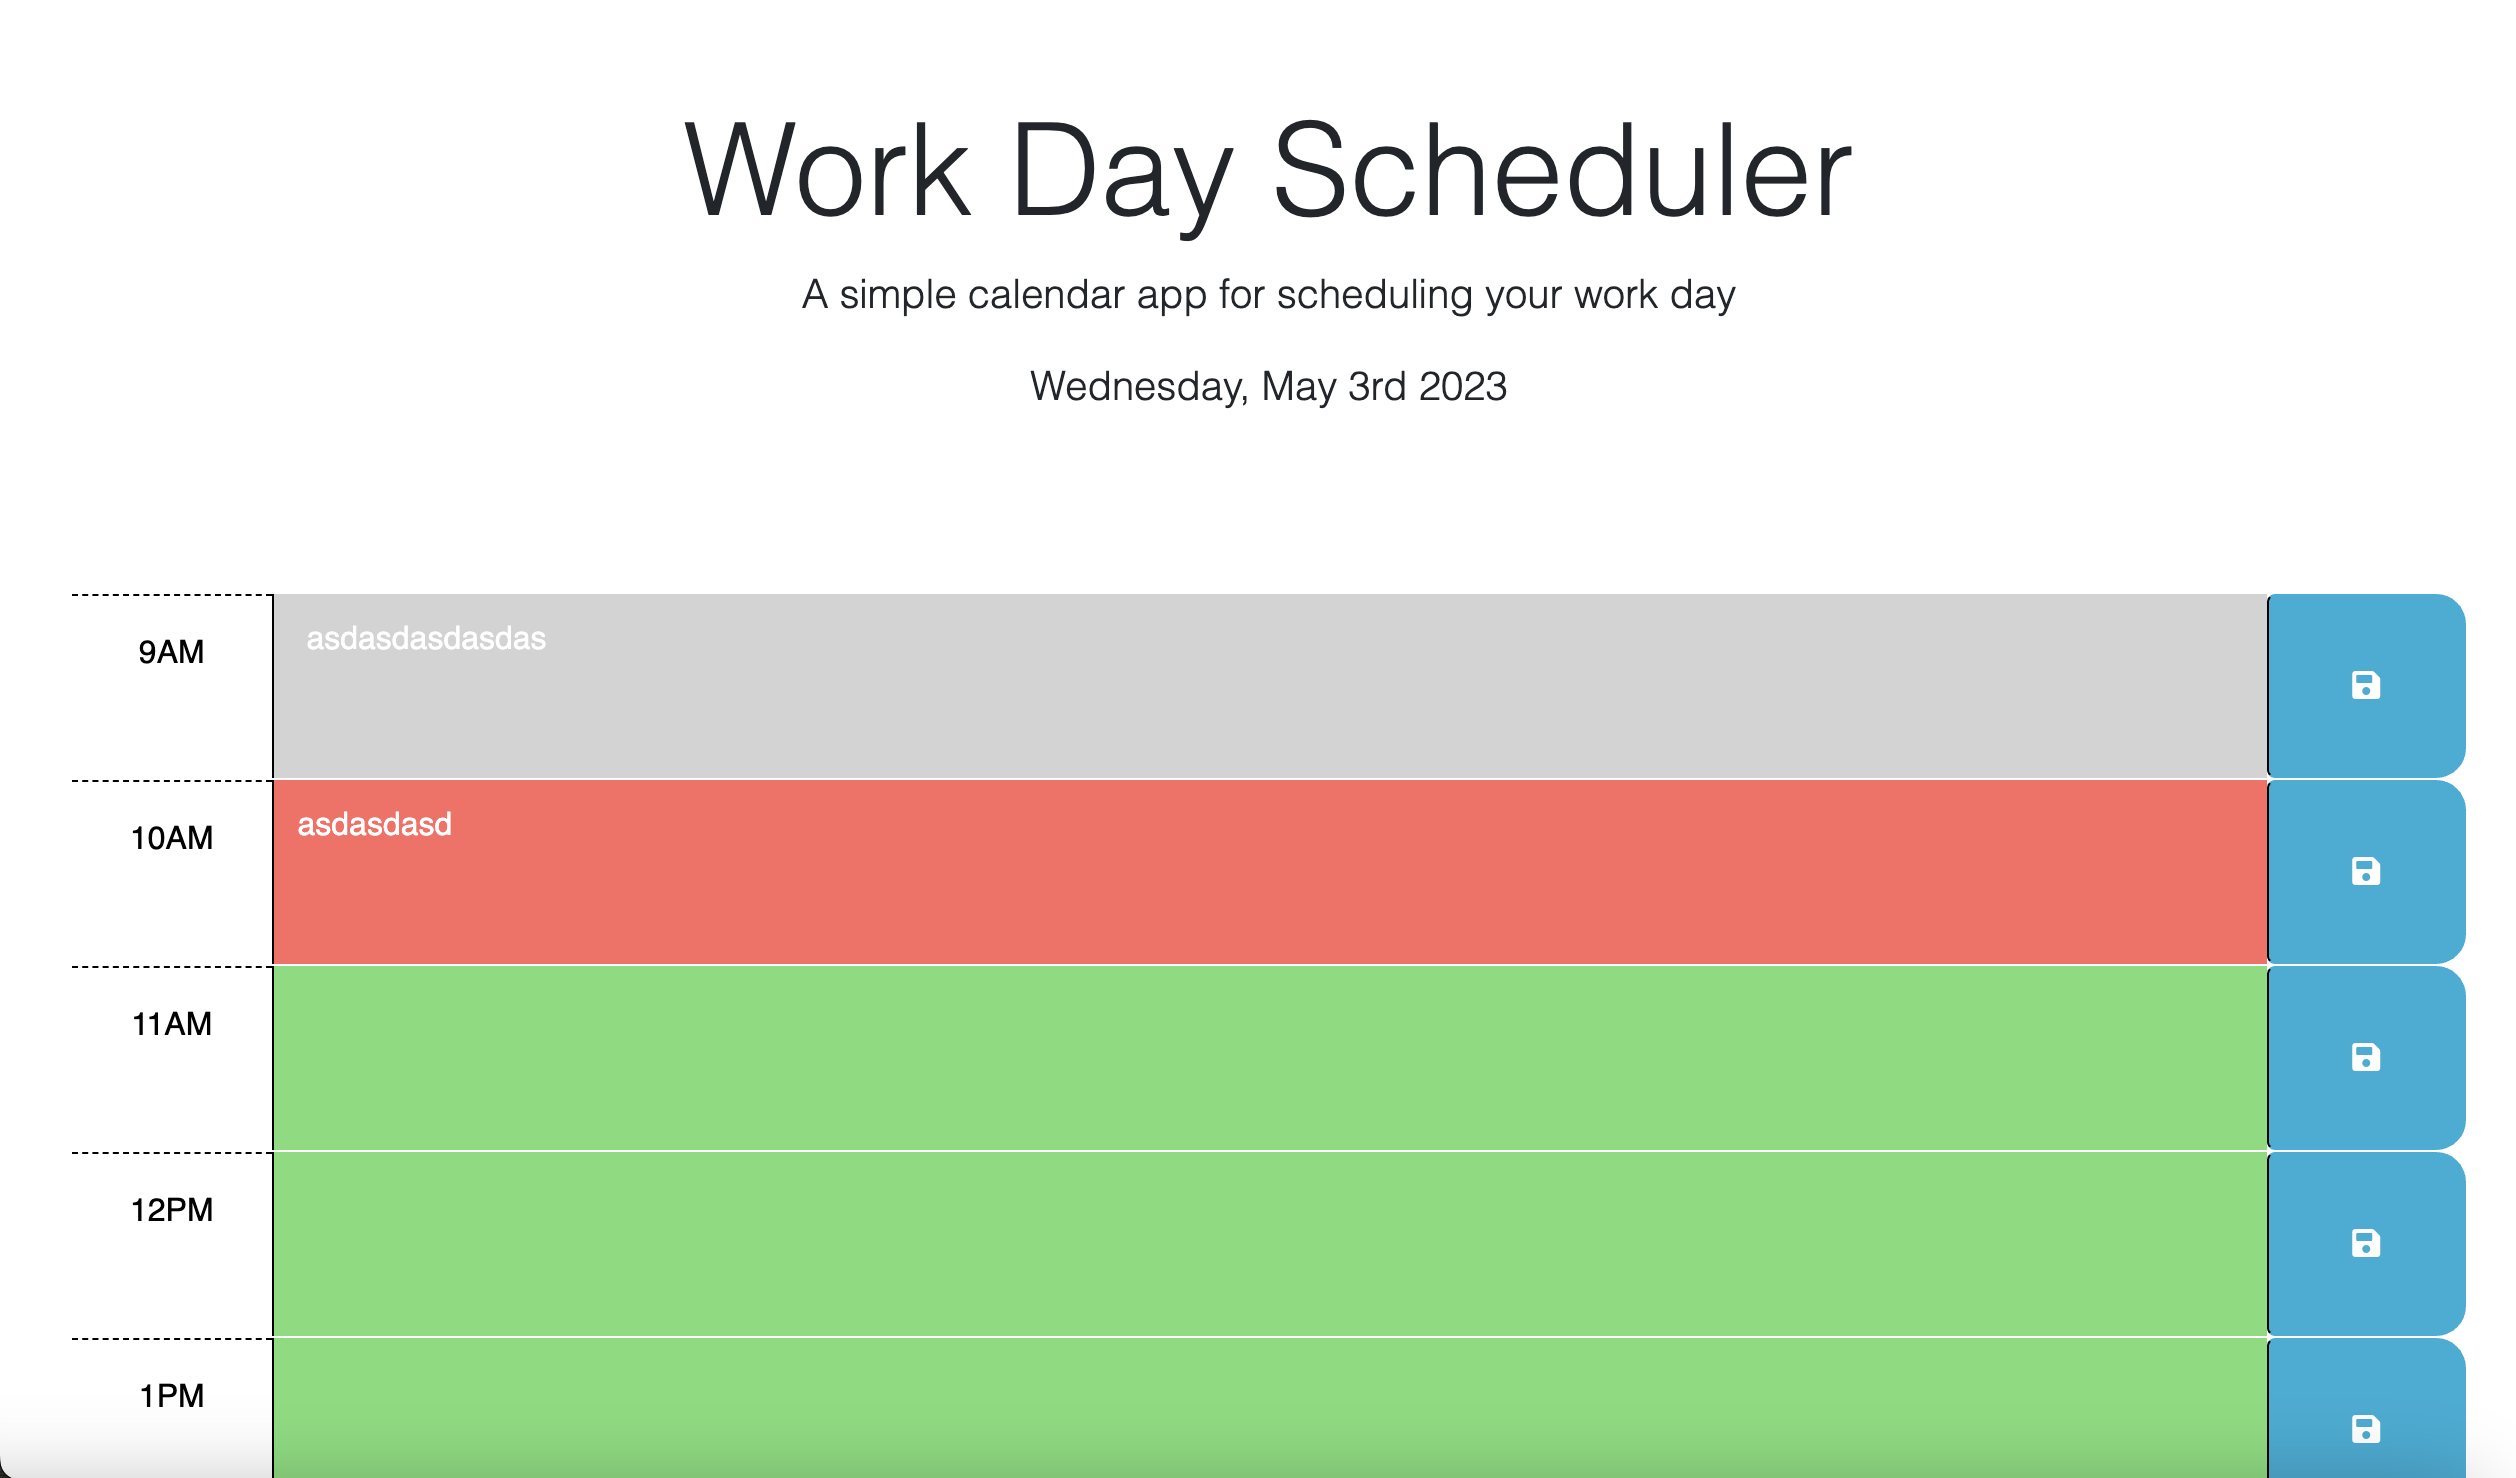 Work Day Scheduler
A simple calendar app for scheduling your work day
Wednesday, May 3rd 2023
9AM
asdasdasdasdas
10AM
asdasdasd
11AM
12PM
1PM